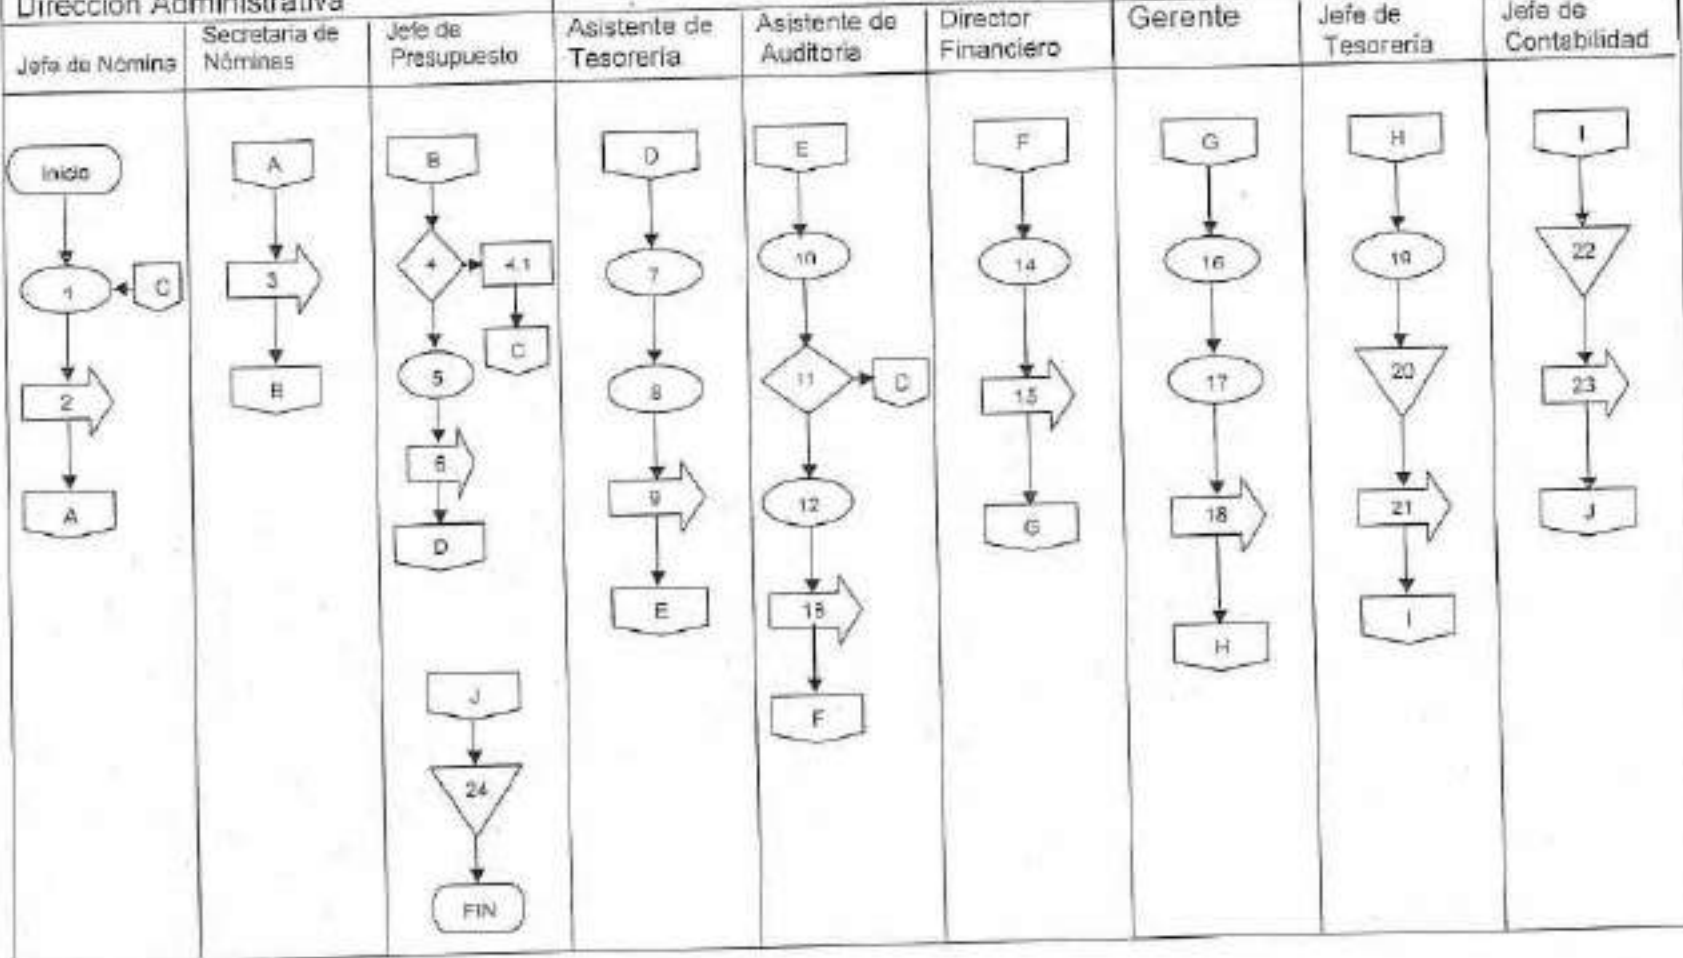 Dirección Administrativa
Jefe de Nómina
Secretaria de
Nóminas
Jefe de
Presupuesto
Asistente de
Tesorería
Asistente de
Auditoria
Director
Financiero
Gerente
Jefe de
Tesorería
Jefe de
Contabilidad
Inicio
1
C
2
A
A
3
B
B
4
4.1
C
5
6
D
J
24
FIN
D
7
8
9
E
E
10
11
12
F
F
14
15
G
G
16
17
18
H
H
19
20
21
I
I
22
23
J